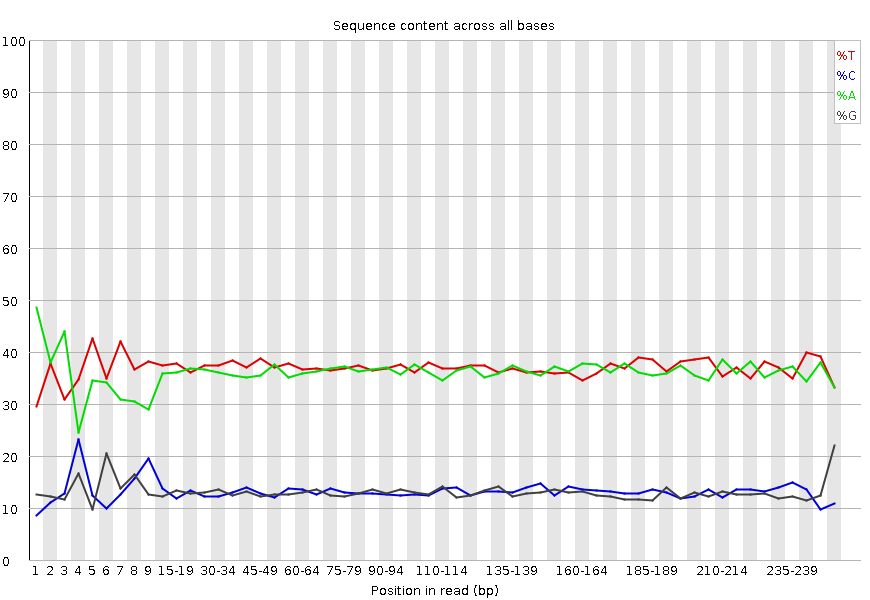 Sequence content across all bases
100
90
80
70
60
50
40
30
20
10
0
%T
%C
%A
%G
1 2 3 4 5 6 7 8 9 15-19 30-34 45-49 60-64 75-79 90-94 110-114 135-139 160-164 185-189 210-214 235-239
Position in read (bp)